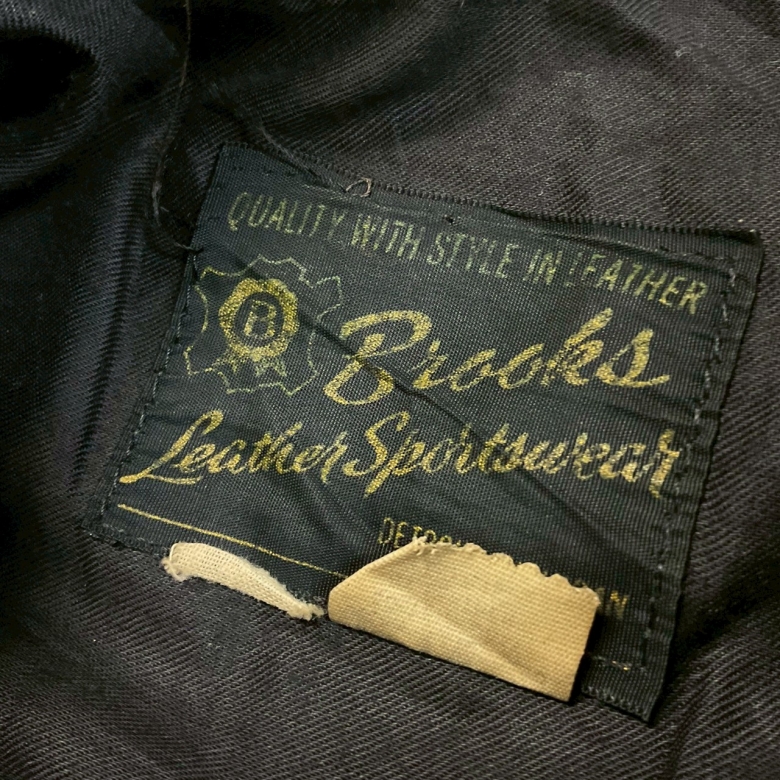 QUALITY WITH STYLE IN LEATHER
B
Brooks
Leather Sportswear